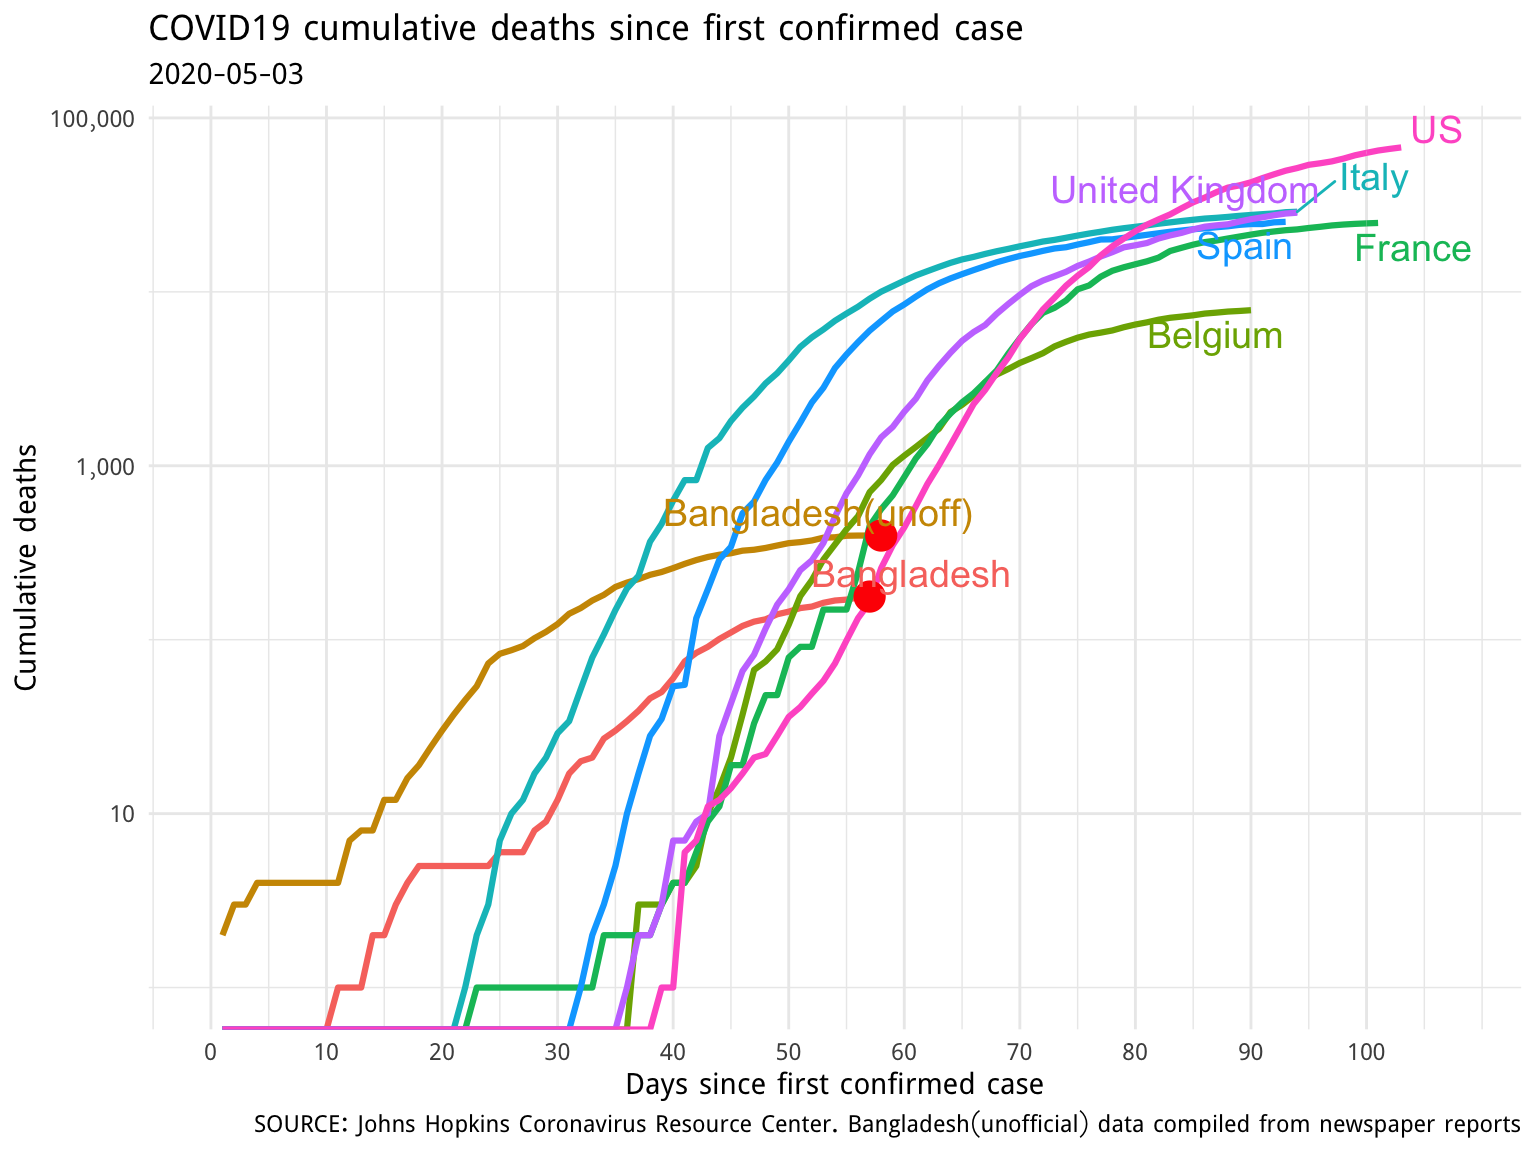 COVID19 cumulative deaths since first confirmed case
2020-05-03
100,000
1,000
10
Cumulative deaths
US
Italy
United Kingdom
Spain
France
Belgium
Bangladesh(unoff)
Bangladesh
0 10 20 30 40 50 60 70 80 90 100
Days since first confirmed case
SOURCE: Johns Hopkins Coronavirus Resource Center. Bangladesh(unofficial) data compiled from newspaper reports